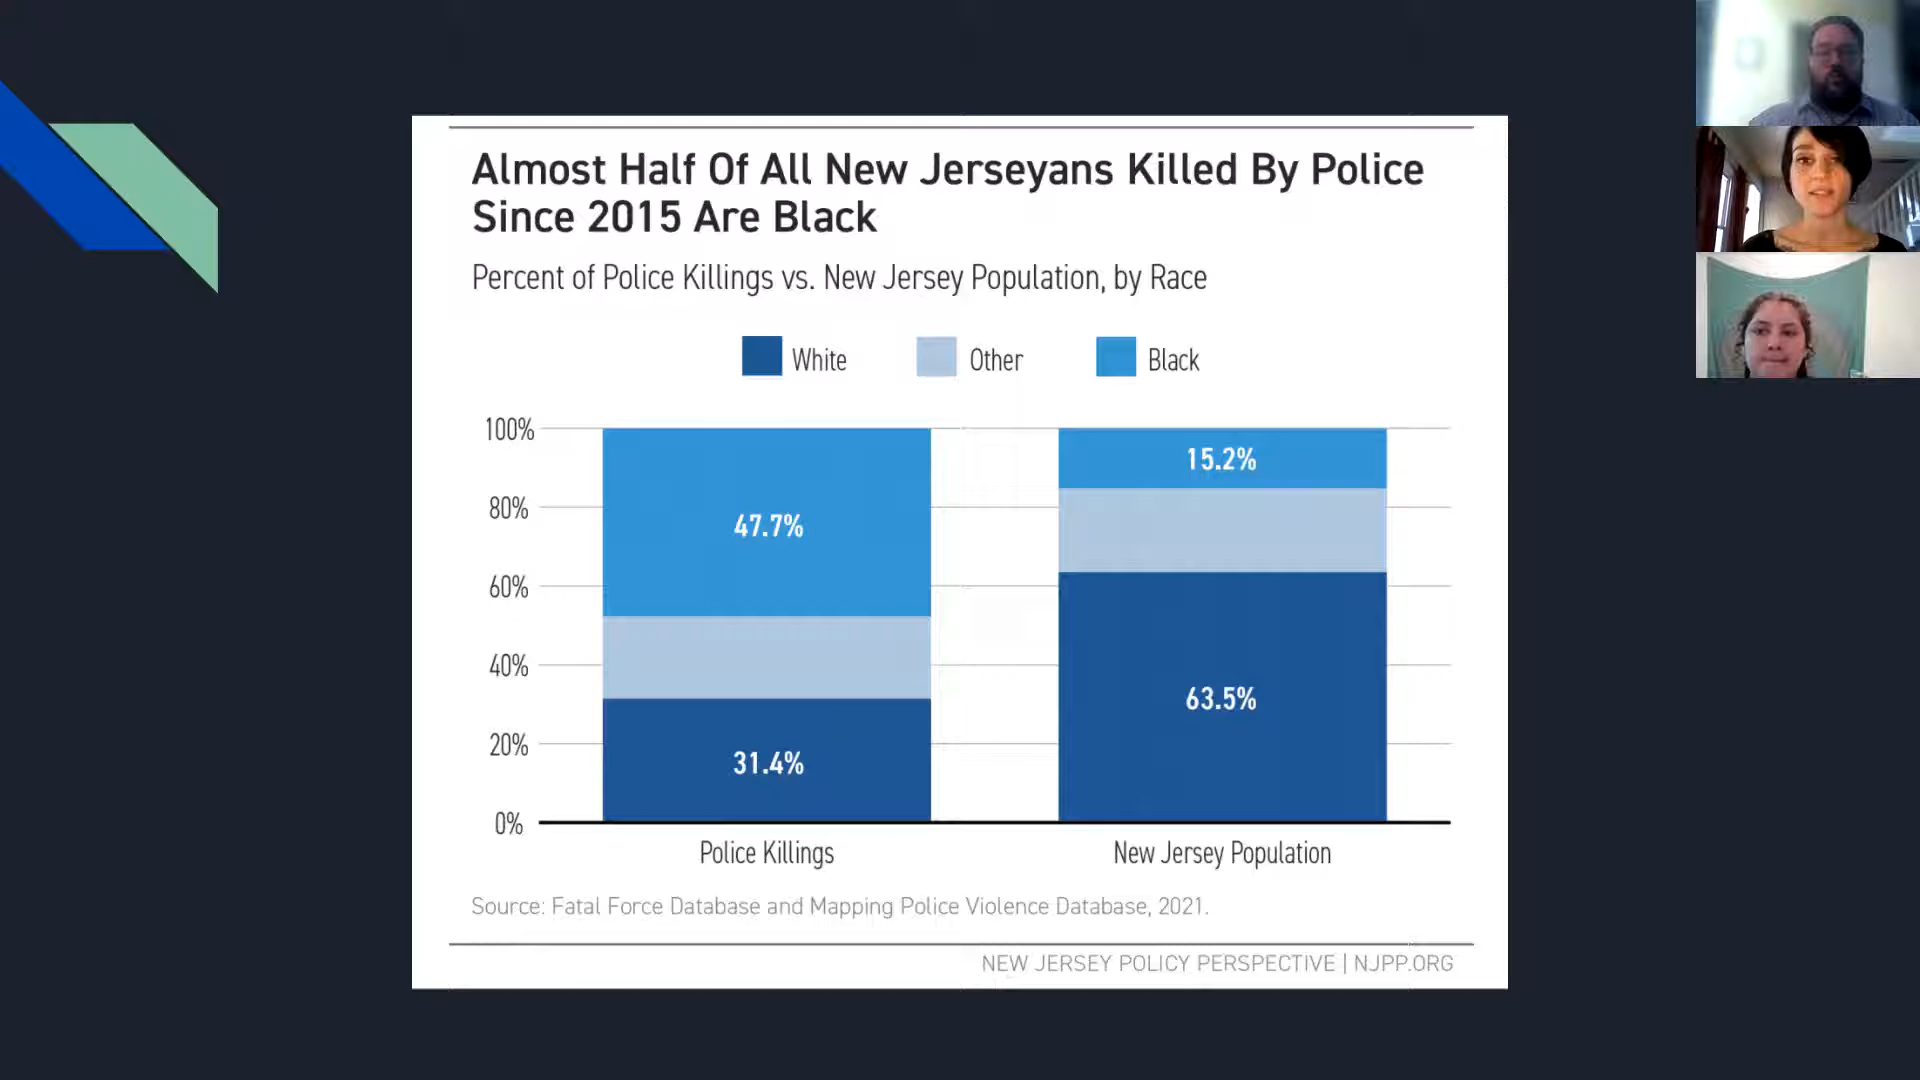 Almost Half Of All New Jerseyans Killed By Police
Since 2015 Are Black
Percent of Police Killings vs. New Jersey Population, by Race
White
Other
Black
100%
80%
60%
40%
20%
0%
47.7%
31.4%
15.2%
63.5%
Police Killings
New Jersey Population
Source: Fatal Force Database and Mapping Police Violence Database, 2021.
NEW JERSEY POLICY PERSPECTIVE | NJPP.ORG